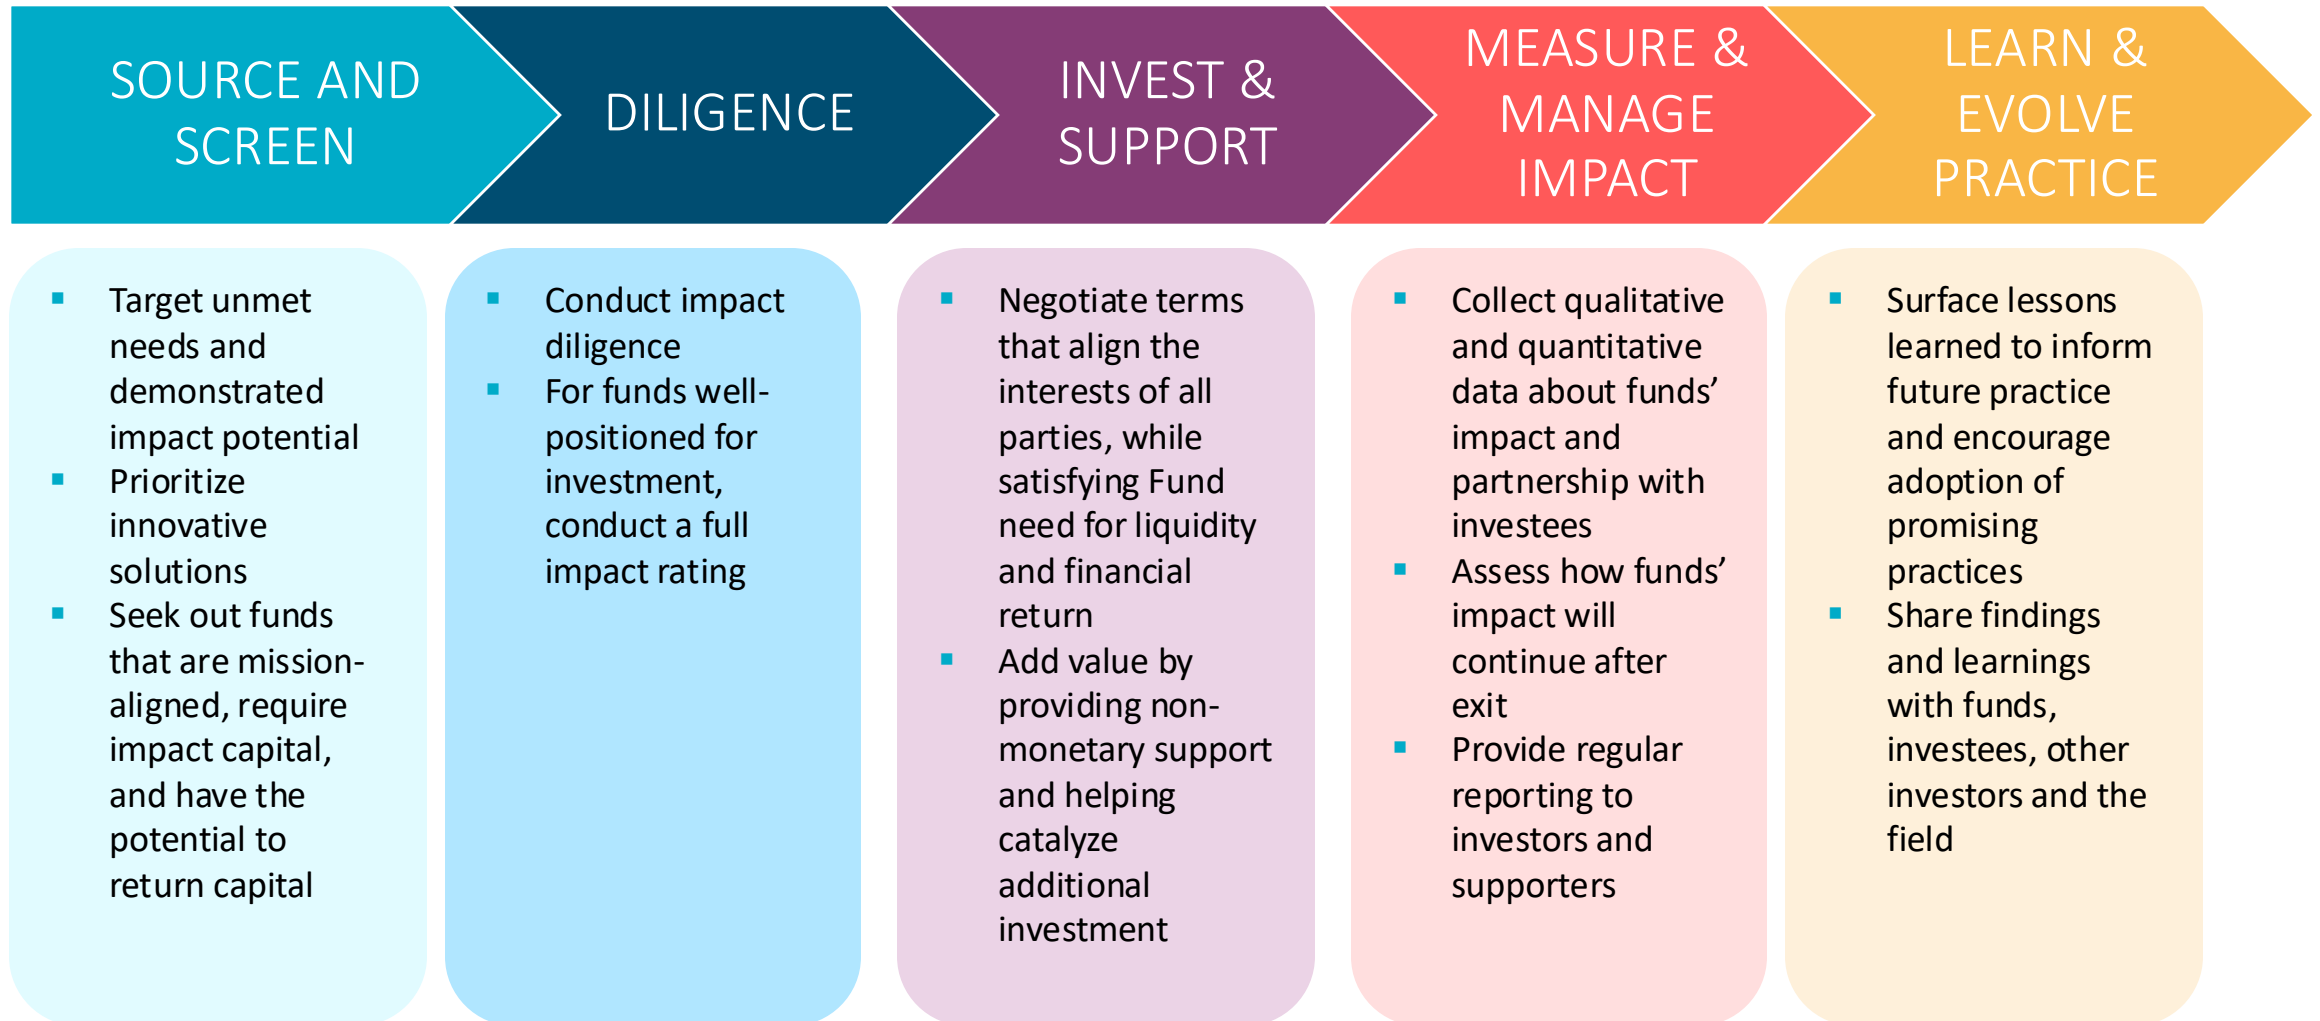 SOURCE AND
SCREEN
DILIGENCE
INVEST &
SUPPORT
MEASURE &
MANAGE
IMPACT
LEARN &
EVOLVE
PRACTICE
▪ Target unmet
needs and
demonstrated
impact potential
▪ Prioritize
innovative
solutions
▪ Seek out funds
that are mission-
aligned, require
impact capital,
and have the
potential to
return capital
▪ Conduct impact
diligence
▪ For funds well-
positioned for
investment,
conduct a full
impact rating
▪ Negotiate terms
that align the
interests of all
parties, while
satisfying Fund
need for liquidity
and financial
return
▪ Add value by
providing non-
monetary support
and helping
catalyze
additional
investment
▪ Collect qualitative
and quantitative
data about funds’
impact and
partnership with
investees
▪ Assess how funds’
impact will
continue after
exit
▪ Provide regular
reporting to
investors and
supporters
▪ Surface lessons
learned to inform
future practice
and encourage
adoption of
promising
practices
▪ Share findings
and learnings
with funds,
investees, other
investors and the
field